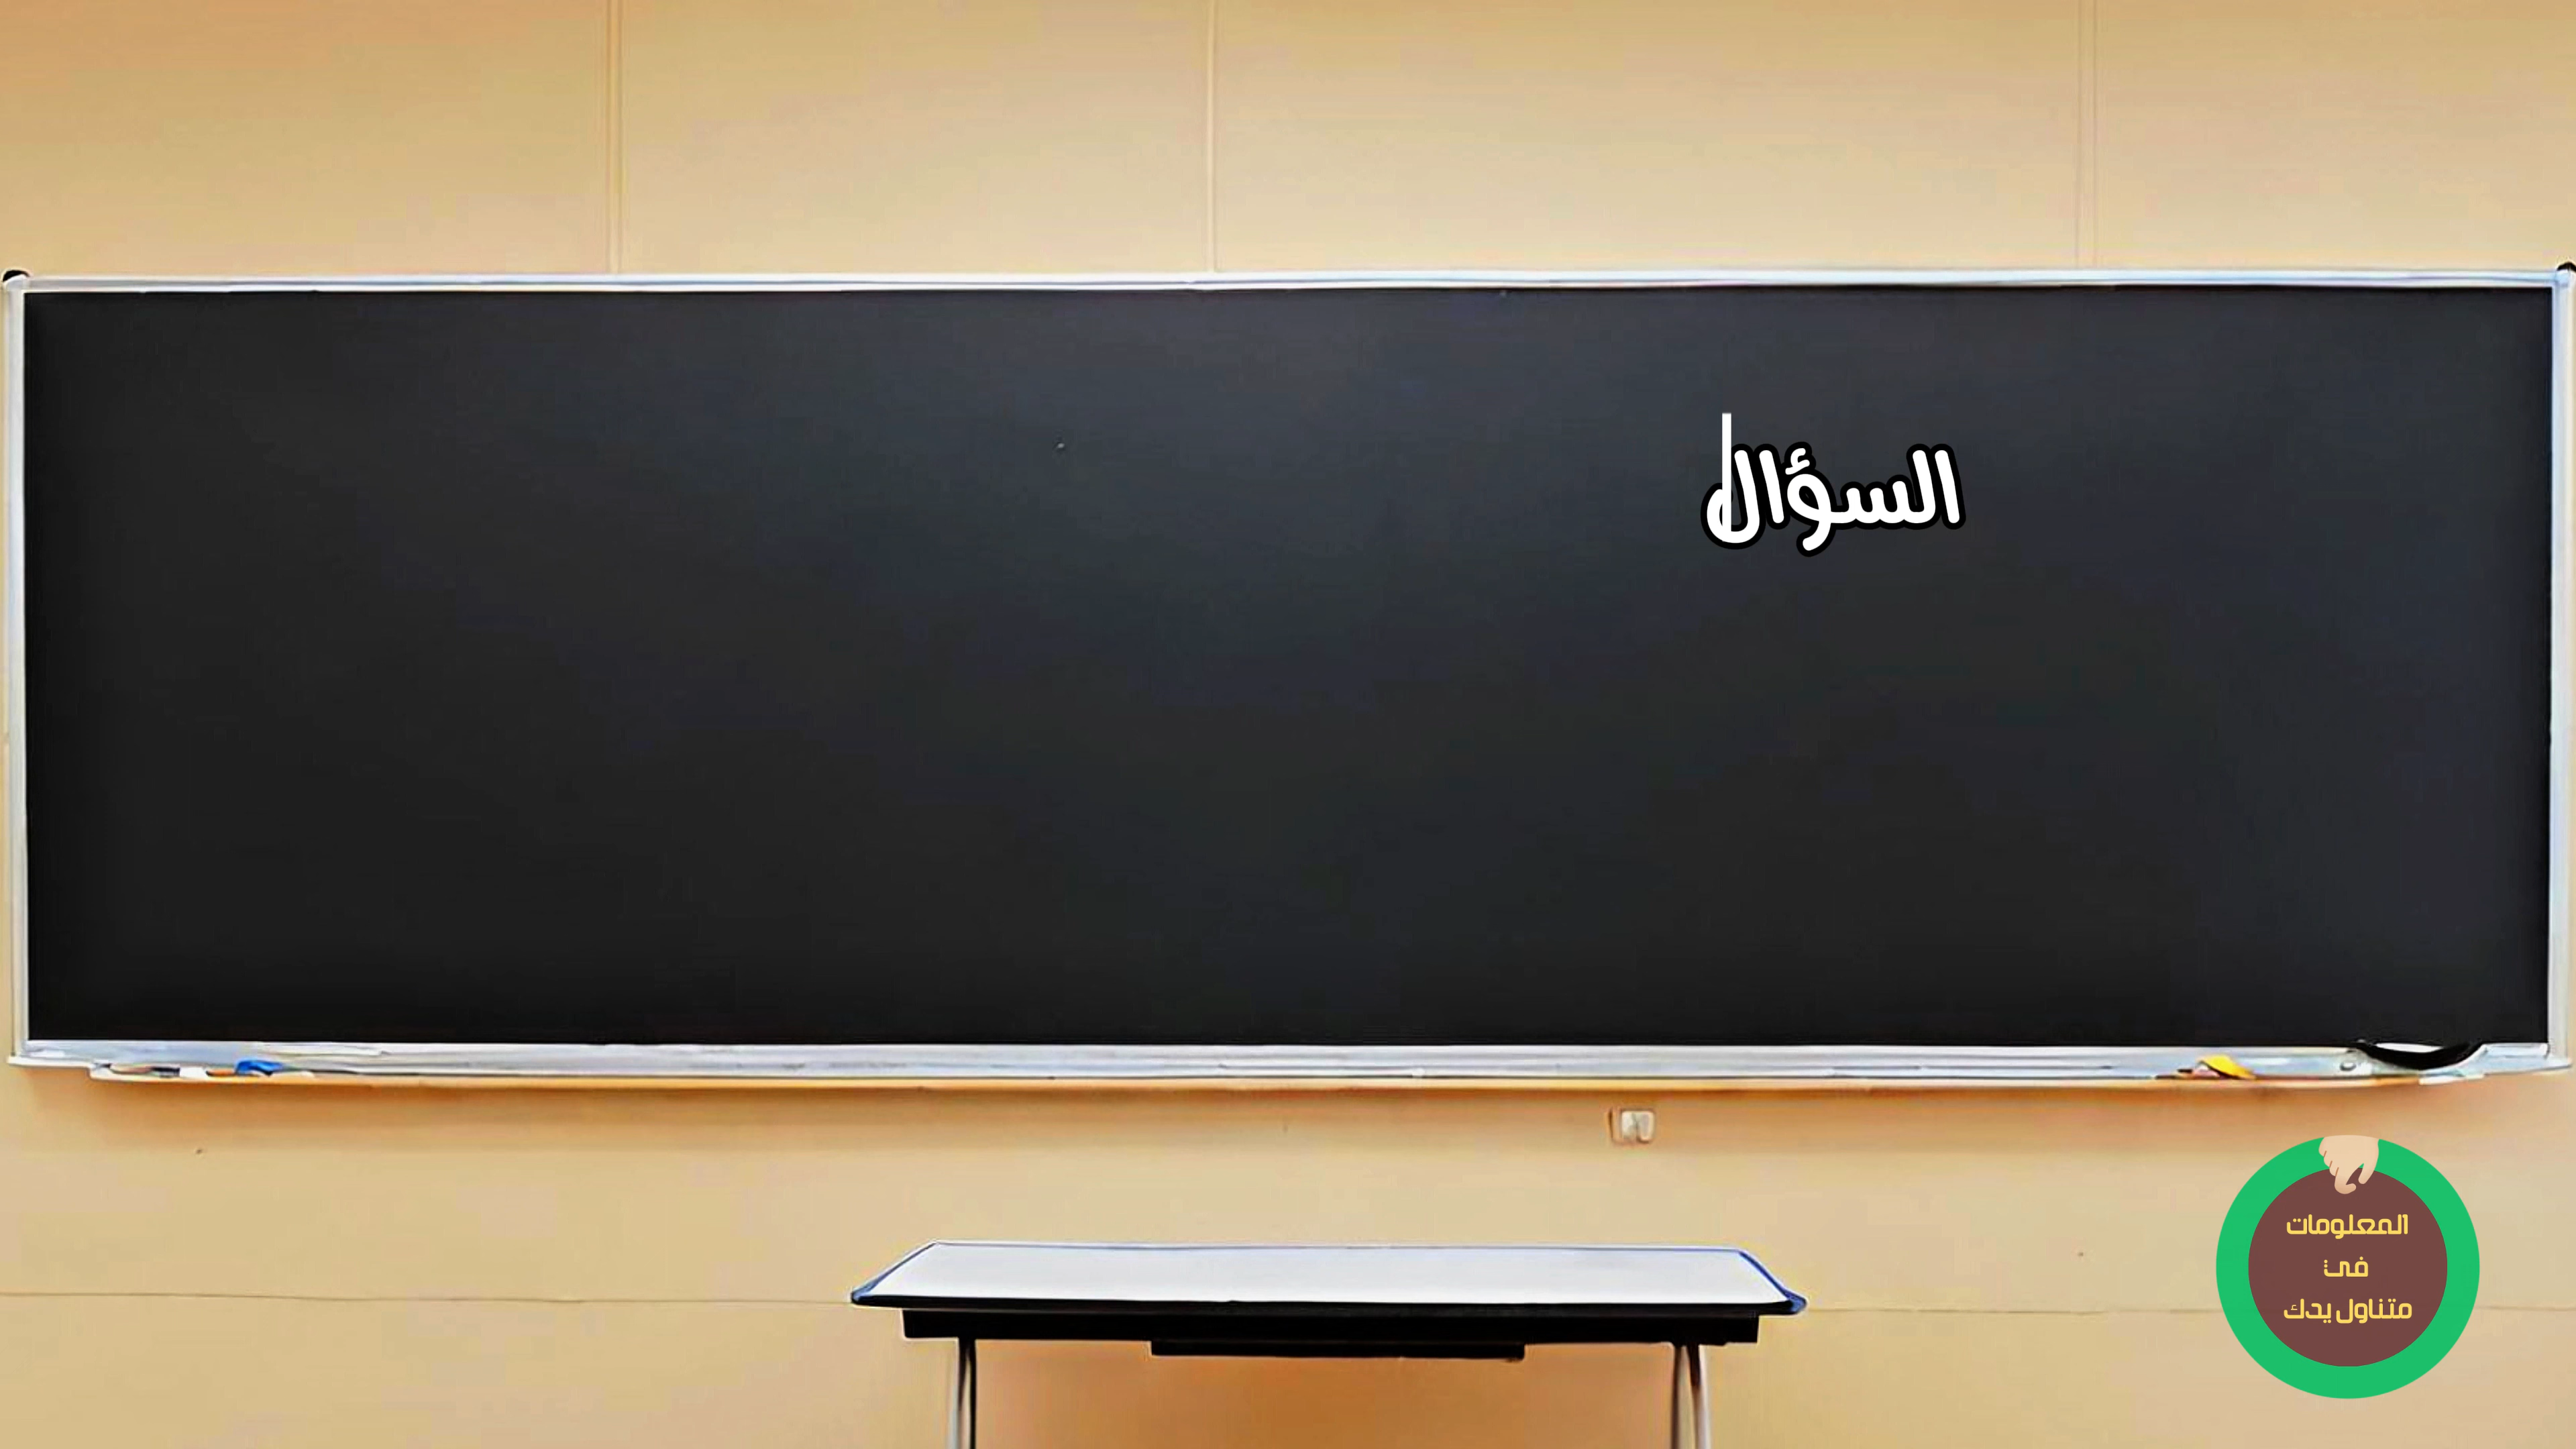 السؤال
المعلومات
في
متناول يدك